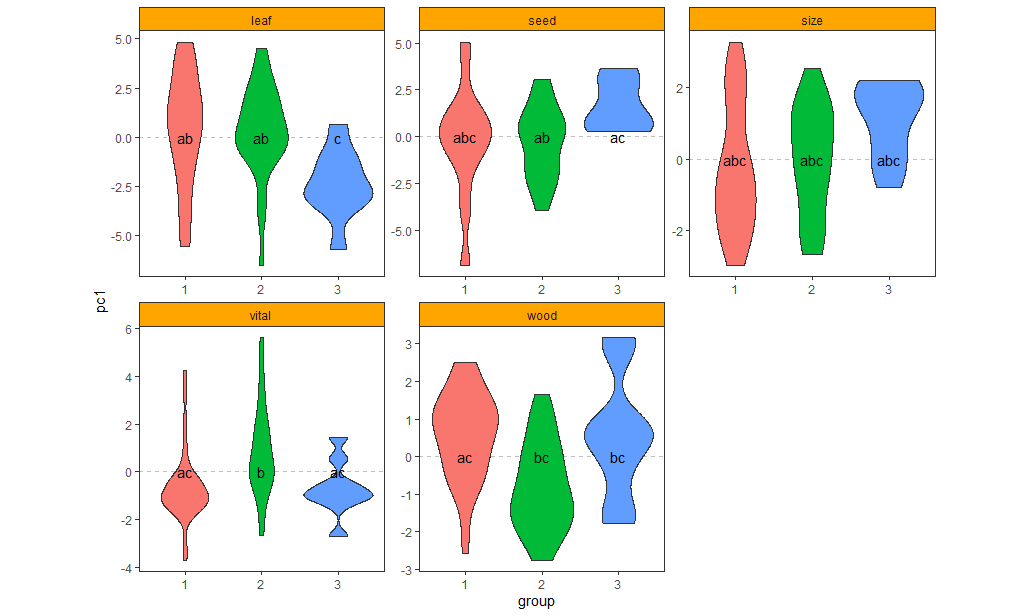 leaf
seed
size
5.0
2.5
0.0
-2.5
-5.0
ab
ab
c
5.0
2.5
0.0
-2.5
-5.0
abc
ab
ac
2
0
-2
abc
abc
abc
1 2 3
1 2 3
1 2 3
pc1
vital
wood
6
4
2
0
-2
-4
ac
b
ac
3
2
1
0
-1
-2
-3
ac
bc
bc
1 2 3
1 2 3
group